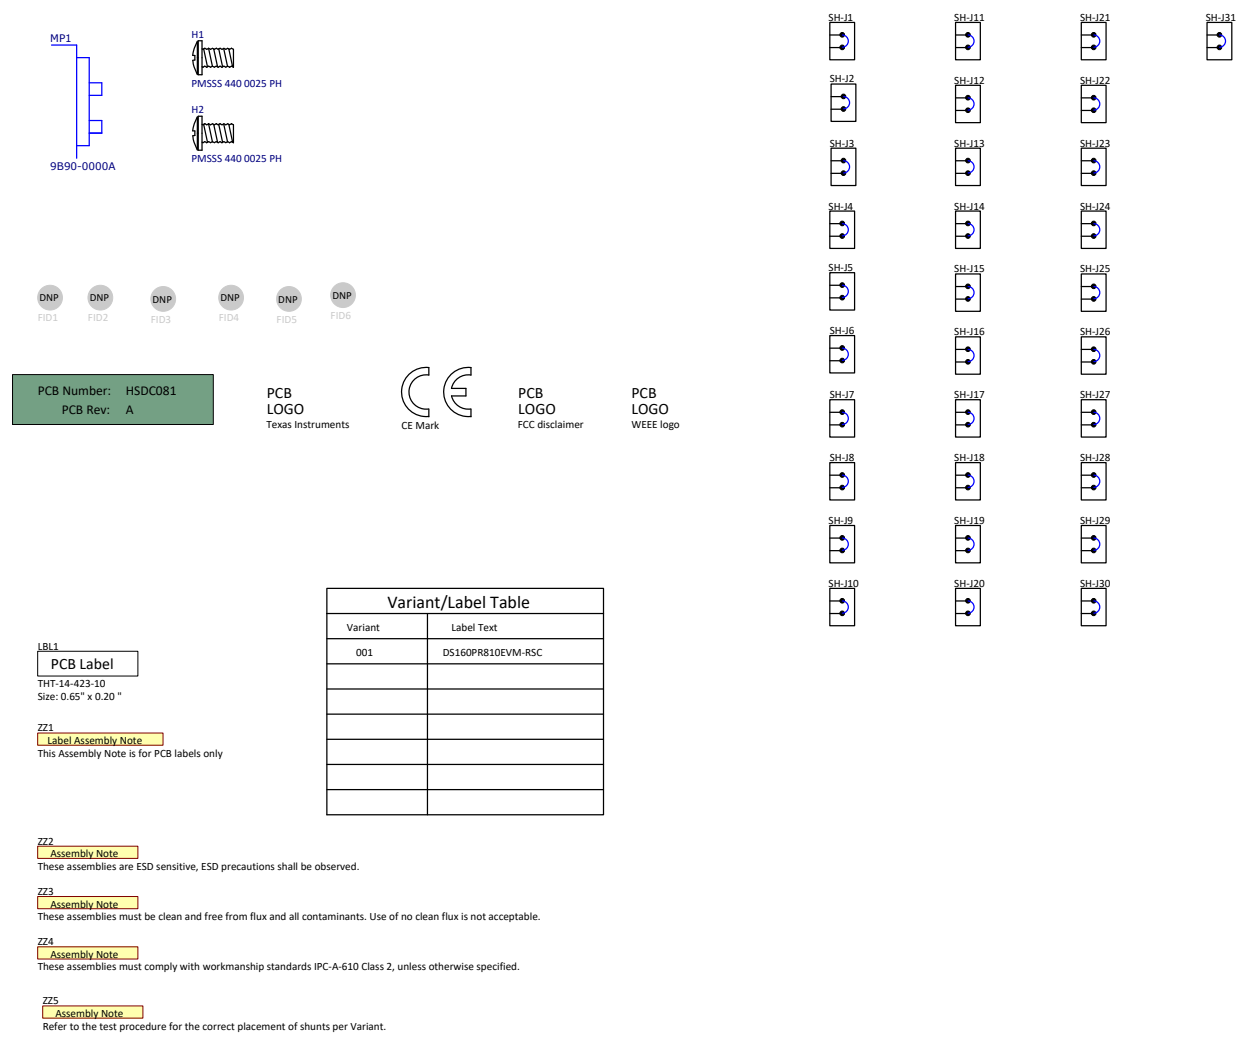 MP1
9B90-0000A
H1
PMSSS 440 0025 PH
H2
PMSSS 440 0025 PH
SH-J1
SH-J11
SH-J21
SH-J31
SH-J2
SH-J12
SH-J22
SH-J3
SH-J13
SH-J23
SH-J4
SH-J14
SH-J24
SH-J5
SH-J15
SH-J25
SH-J6
SH-J16
SH-J26
SH-J7
SH-J17
SH-J27
SH-J8
SH-J18
SH-J28
SH-J9
SH-J19
SH-J29
SH-J10
SH-J20
SH-J30
DNP
FID1
DNP
FID2
DNP
FID3
DNP
FID4
DNP
FID5
DNP
FID6
PCB Number: HSDC081
PCB Rev: A
PCB
LOGO
Texas Instruments
CE
CE Mark
PCB
LOGO
FCC disclaimer
PCB
LOGO
WEEE logo
Variant/Label Table
Variant Label Text
001 DS160PR810EVM-RSC
LBL1
PCB Label
THT-14-423-10
Size: 0.65" x 0.20 "
ZZ1
Label Assembly Note
This Assembly Note is for PCB labels only
ZZ2
Assembly Note
These assemblies are ESD sensitive, ESD precautions shall be observed.
ZZ3
Assembly Note
These assemblies must be clean and free from flux and all contaminants. Use of no clean flux is not acceptable.
ZZ4
Assembly Note
These assemblies must comply with workmanship standards IPC-A-610 Class 2, unless otherwise specified.
ZZ5
Assembly Note
Refer to the test procedure for the correct placement of shunts per Variant.